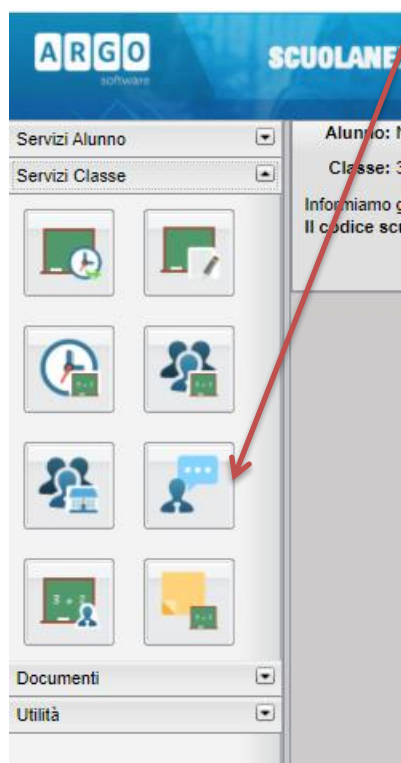 ARGO
software
SCUOLANE
Servizi Alunno
Alunno:
Servizi Classe
Classe: 3
Informiamo g
Il codice scu
Documenti
Utilità